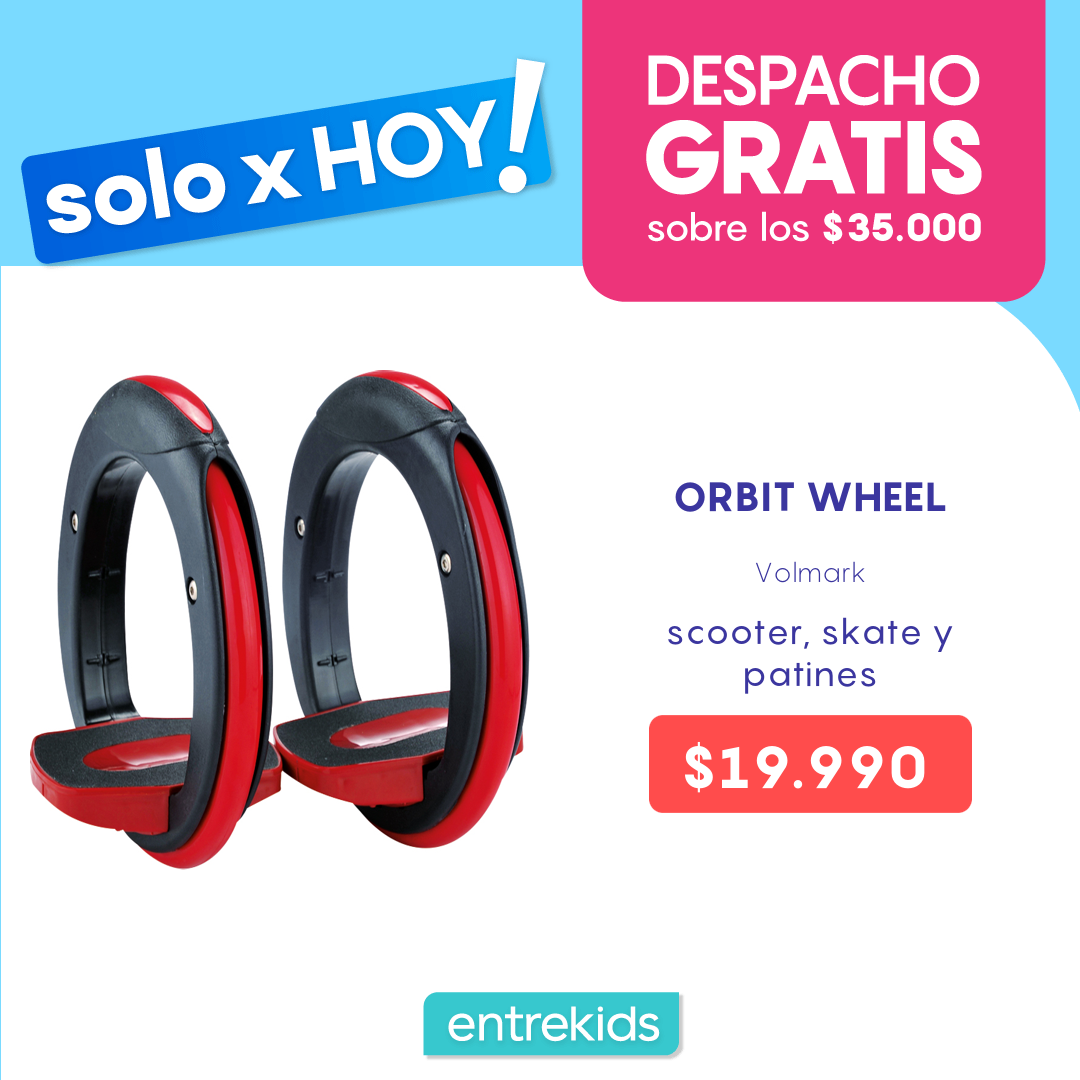 solo x HOY!
DESPACHO
GRATIS
sobre los $35.000
ORBIT WHEEL
Volmark
scooter, skate y
patines
$19.990
entrekids